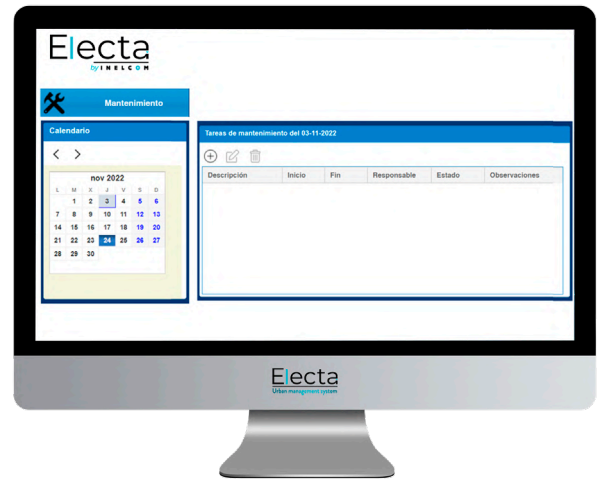 Electa
by INELCOM
Mantenimiento
Calendario
Tareas de mantenimiento del 03-11-2022
nov 2022
L M X J V S D
1 2 3 4 5 6
7 8 9 10 11 12 13
14 15 16 17 18 19 20
21 22 23 24 25 26 27
28 29 30
Descripción Inicio Fin Responsable Estado Observaciones
Electa
Urban management system